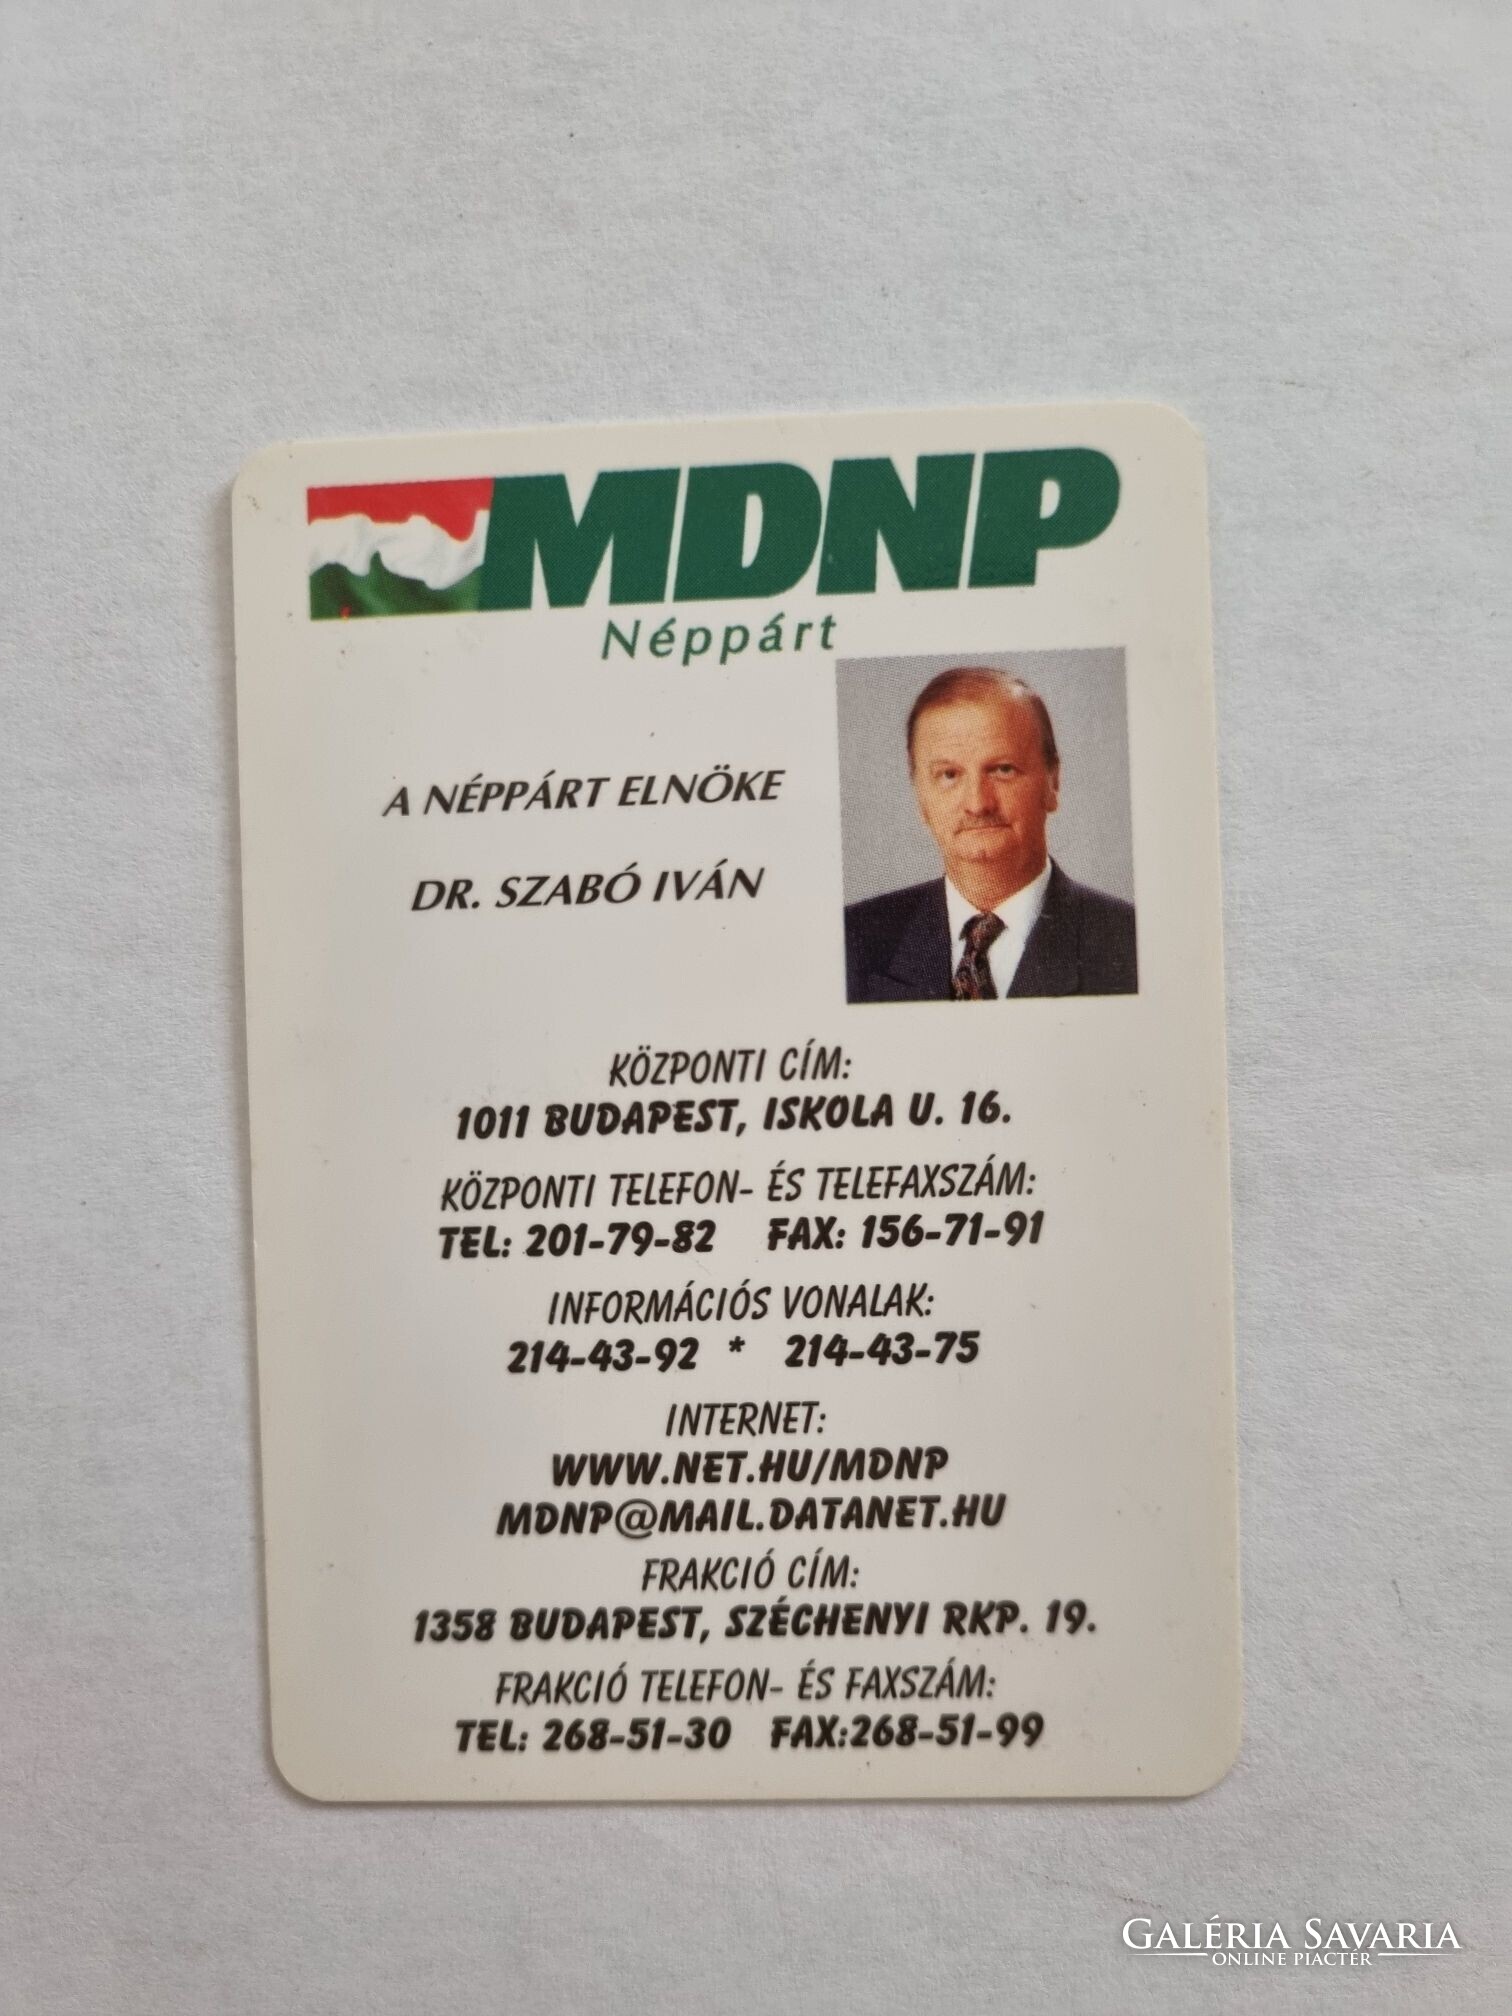 MDNP
Néppárt
A NÉPPÁRT ELNÖKE
DR. SZABÓ IVÁN
KÖZPONTI CÍM:
1011 BUDAPEST, ISKOLA U. 16.
KÖZPONTI TELEFON- ÉS TELEFAXSZÁM:
TEL: 201-79-82 FAX: 156-71-91
INFORMÁCIÓS VONALAK:
214-43-92 * 214-43-75
INTERNET:
WWW.NET.HU/MDNP
MDNP@MAIL.DATANET.HU
FRAKCIÓ CÍM:
1358 BUDAPEST, SZÉCHENYI RKP. 19.
FRAKCIÓ TELEFON- ÉS FAXSZÁM:
TEL: 268-51-30 FAX:268-51-99
GALÉRIA SAVARIA
ONLINE PIACTÉR